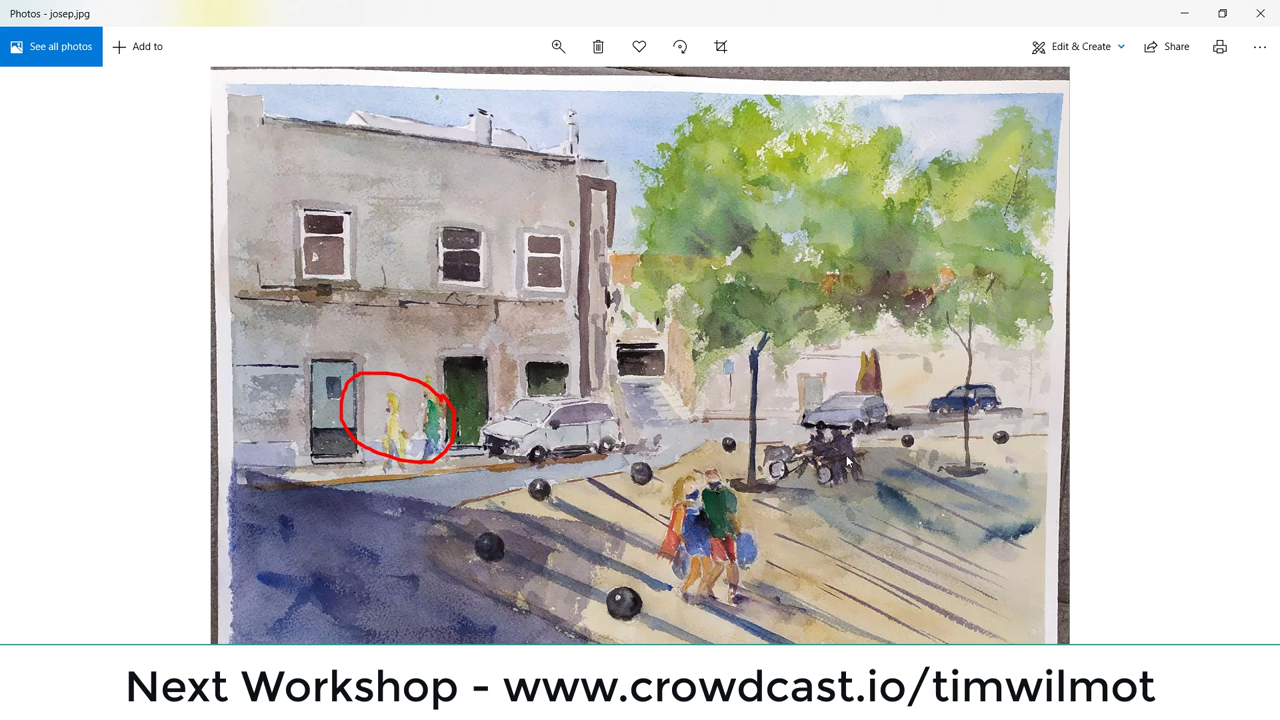 Photos - josep.jpg
See all photos
Add to
Edit & Create
Share
Next Workshop - www.crowdcast.io/timwilmot